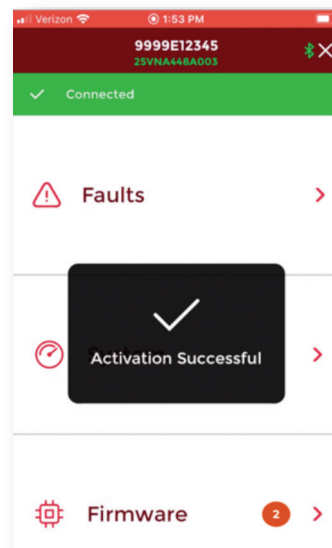 Verizon 1:53 PM
9999E12345
25VNA448A003
Connected
Faults
Activation Successful
Firmware 2